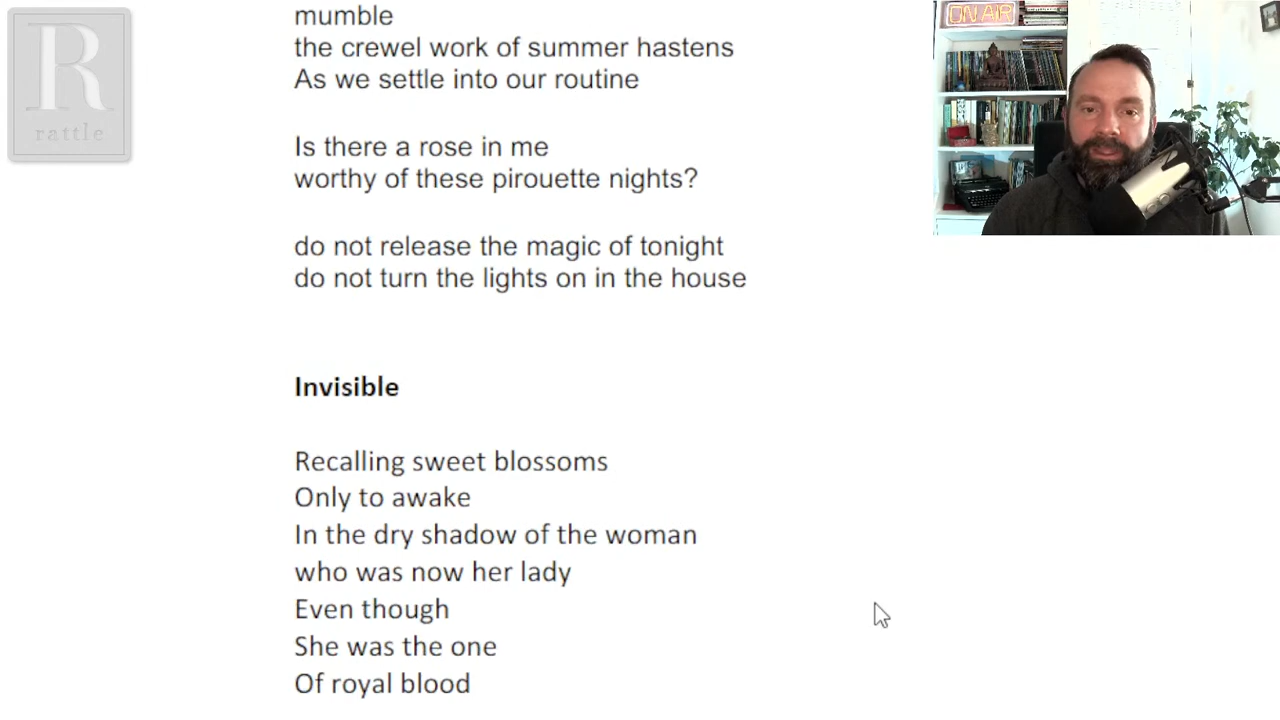 R
rattle
ON AIR
mumble
the crewel work of summer hastens
As we settle into our routine
Is there a rose in me
worthy of these pirouette nights?
do not release the magic of tonight
do not turn the lights on in the house
Invisible
Recalling sweet blossoms
Only to awake
In the dry shadow of the woman
who was now her lady
Even though
She was the one
Of royal blood